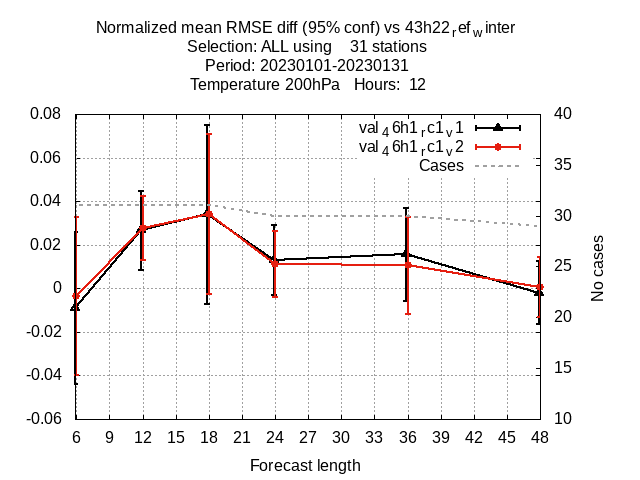 Normalized mean RMSE diff (95% conf) vs 43h22refwinter
Selection: ALL using    31 stations
Period: 20230101-20230131
Temperature 200hPa   Hours:  12
val46h1rc1v1
val46h1rc1v2
Cases
0.08
0.06
0.04
0.02
0
-0.02
-0.04
-0.06
40
35
30
25
20
15
10
No cases
6 9 12 15 18 21 24 27 30 33 36 39 42 45 48
Forecast length